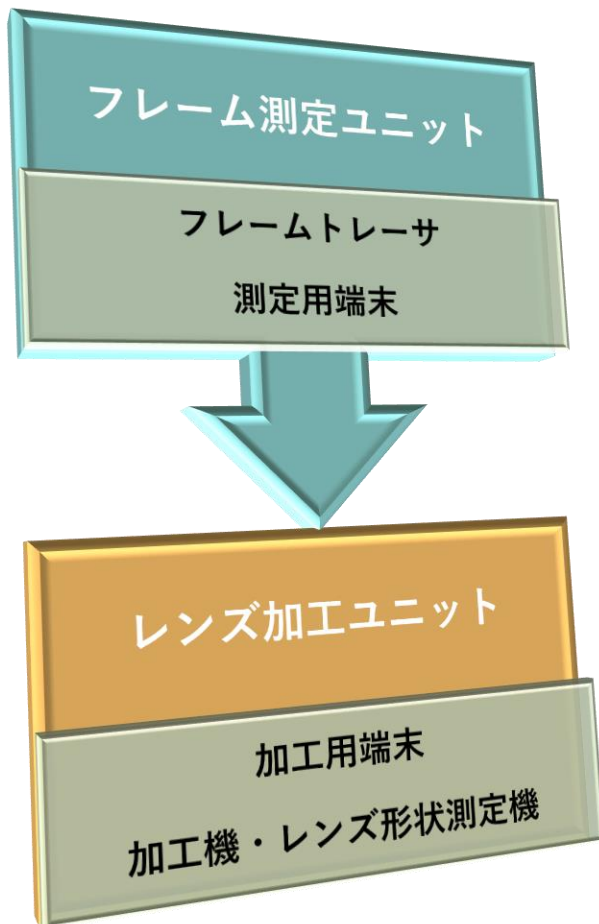 フレーム測定ユニット
フレームトレーサ
測定用端末
レンズ加工ユニット
加工用端末
加工機・レンズ形状測定機